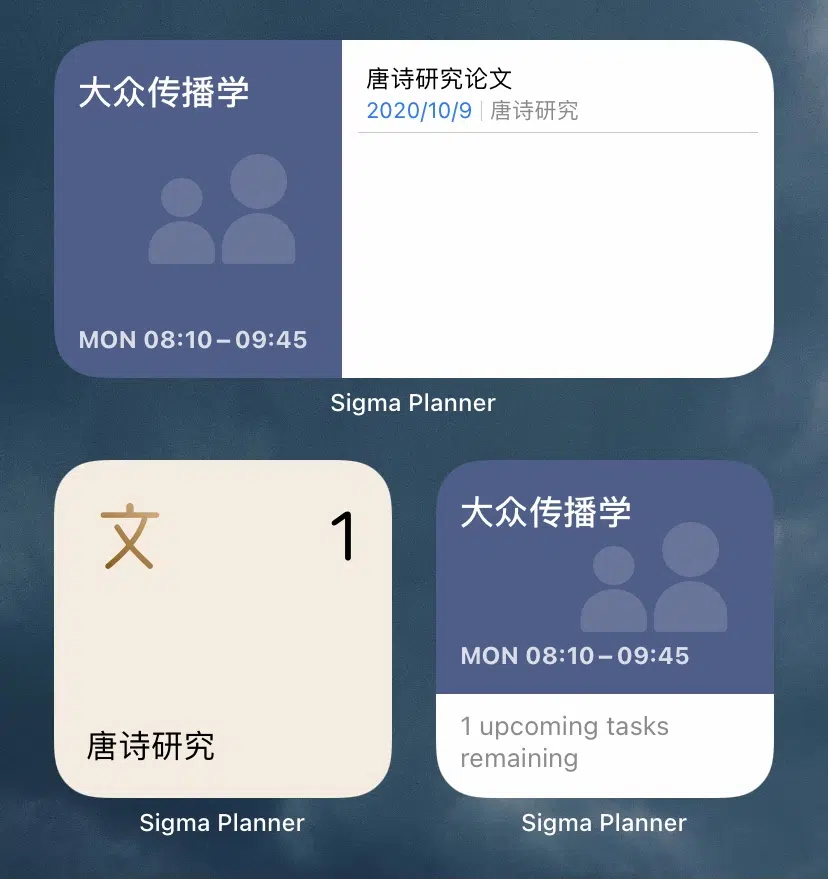 大众传播学
MON 08:10–09:45
唐诗研究论文
2020/10/9 | 唐诗研究
Sigma Planner
文
1
唐诗研究
Sigma Planner
大众传播学
MON 08:10–09:45
1 upcoming tasks
remaining
Sigma Planner